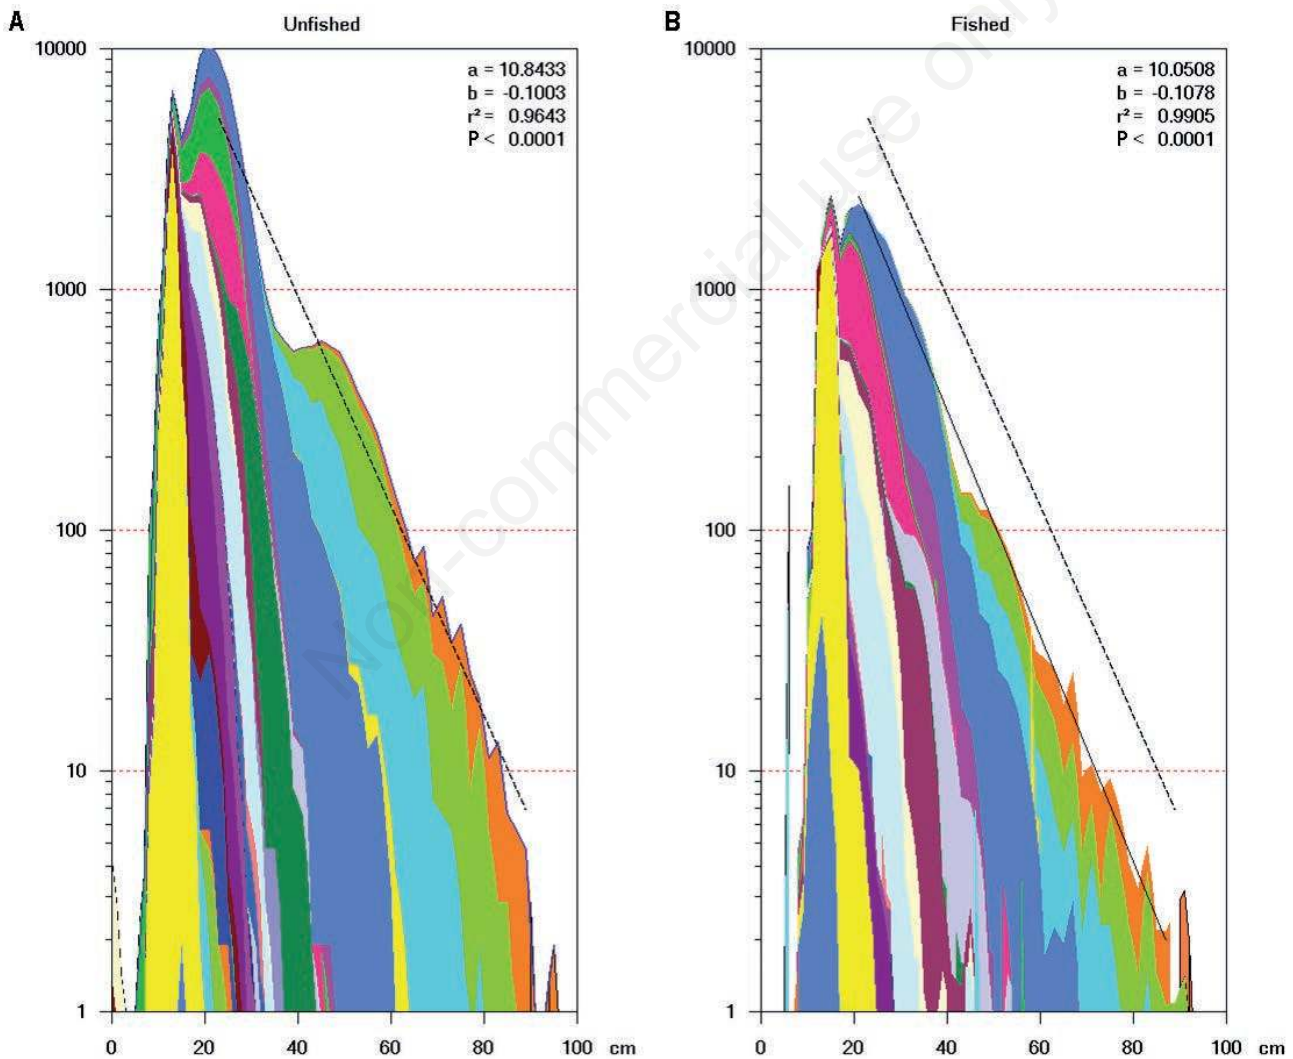 A
Unfished
10000
1000
100
10
1
a = 10.8433
b = -0.1003
r² = 0.9643
P < 0.0001
0 20 40 60 80 100 cm
B
Fished
10000
1000
100
10
1
a = 10.0508
b = -0.1078
r² = 0.9905
P < 0.0001
0 20 40 60 80 100 cm
Non-commercial use only